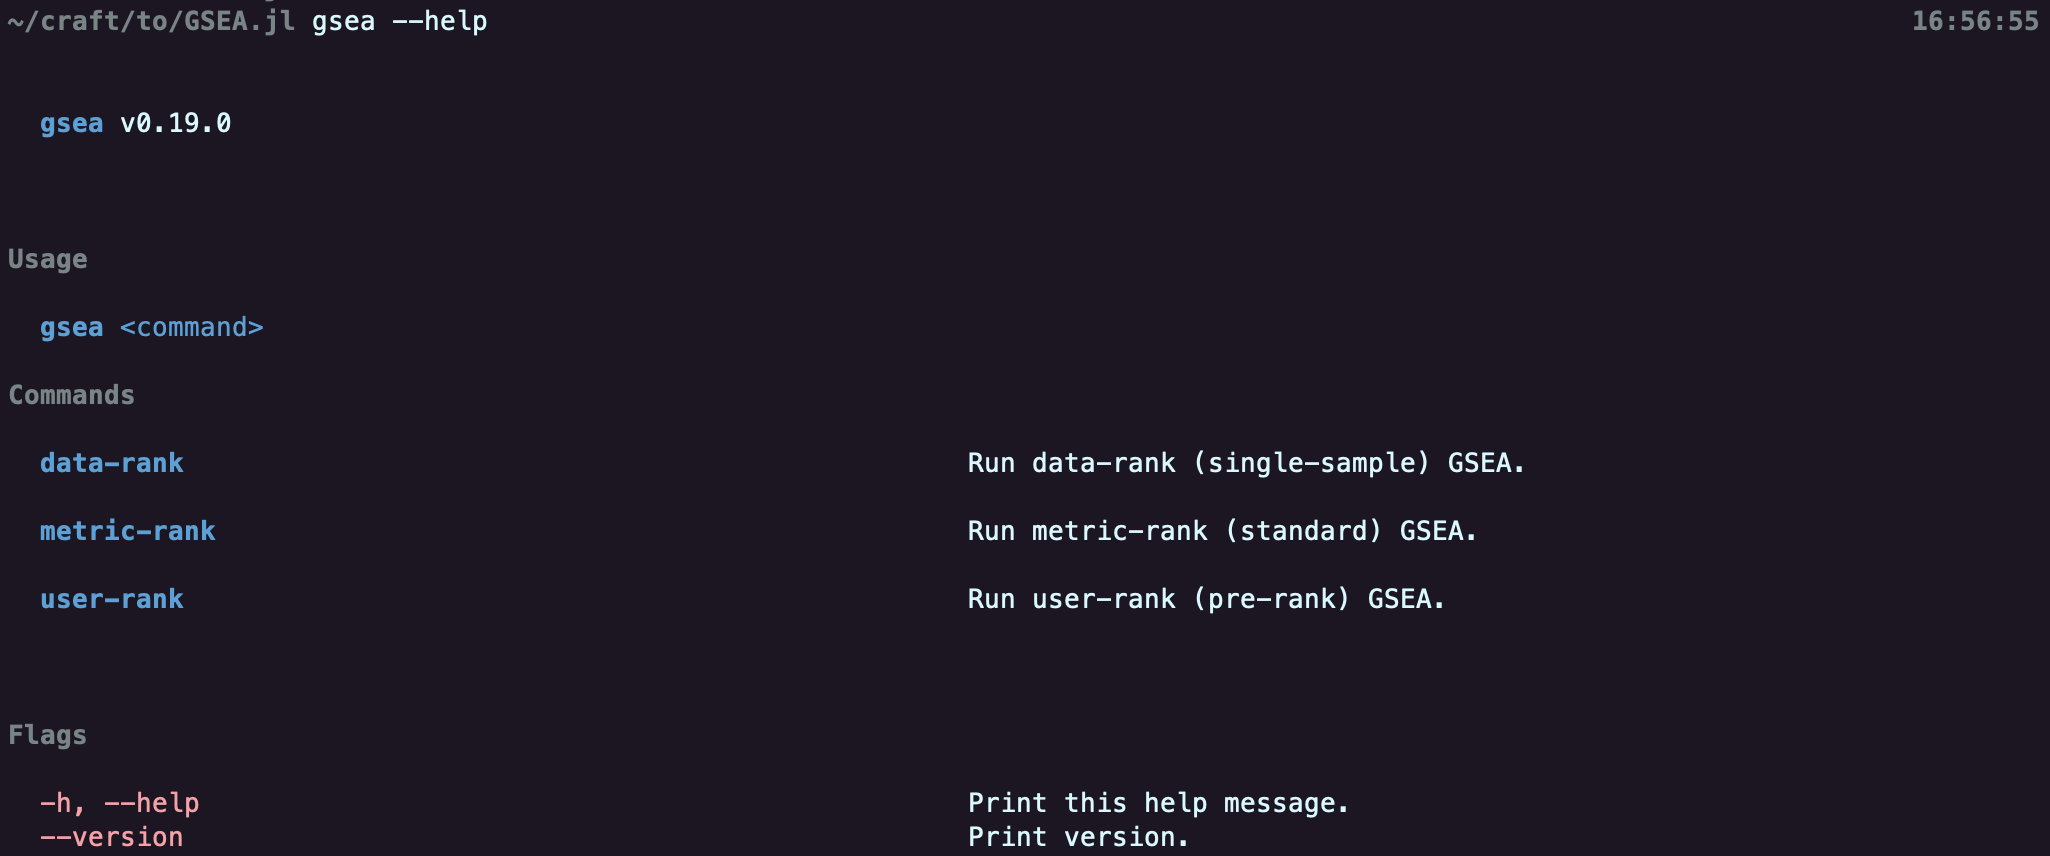 ~/craft/to/GSEA.jl gsea --help 16:56:55
gsea v0.19.0
Usage
gsea <command>
Commands
data-rank Run data-rank (single-sample) GSEA.
metric-rank Run metric-rank (standard) GSEA.
user-rank Run user-rank (pre-rank) GSEA.
Flags
-h, --help Print this help message.
--version Print version.